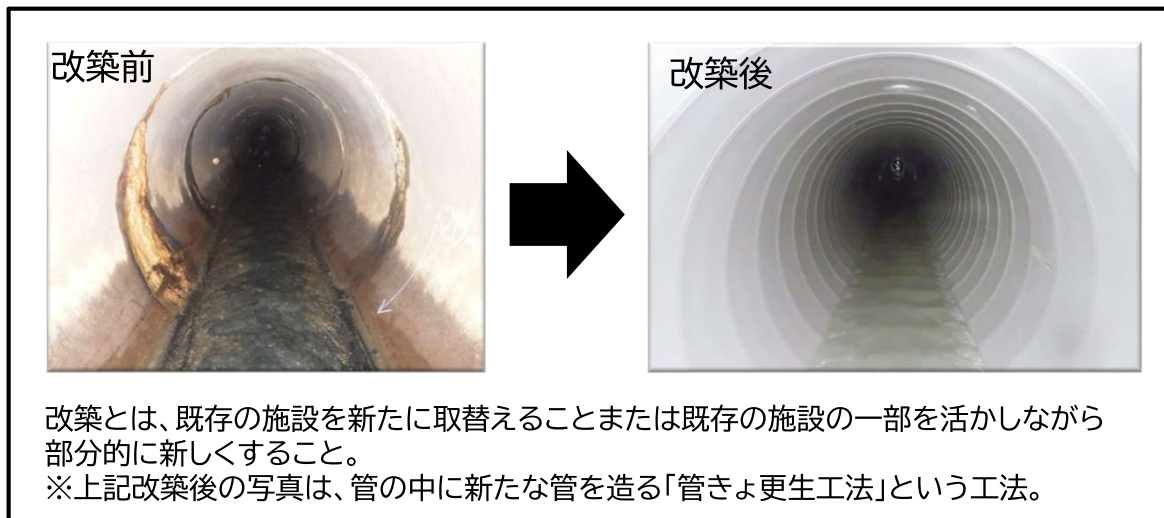 改築前
改築後
改築とは、既存の施設を新たに取替えることまたは既存の施設の一部を活かしながら
部分的に新しくすること。
※上記改築後の写真は、管の中に新たな管を造る「管きょ更生工法」という工法。